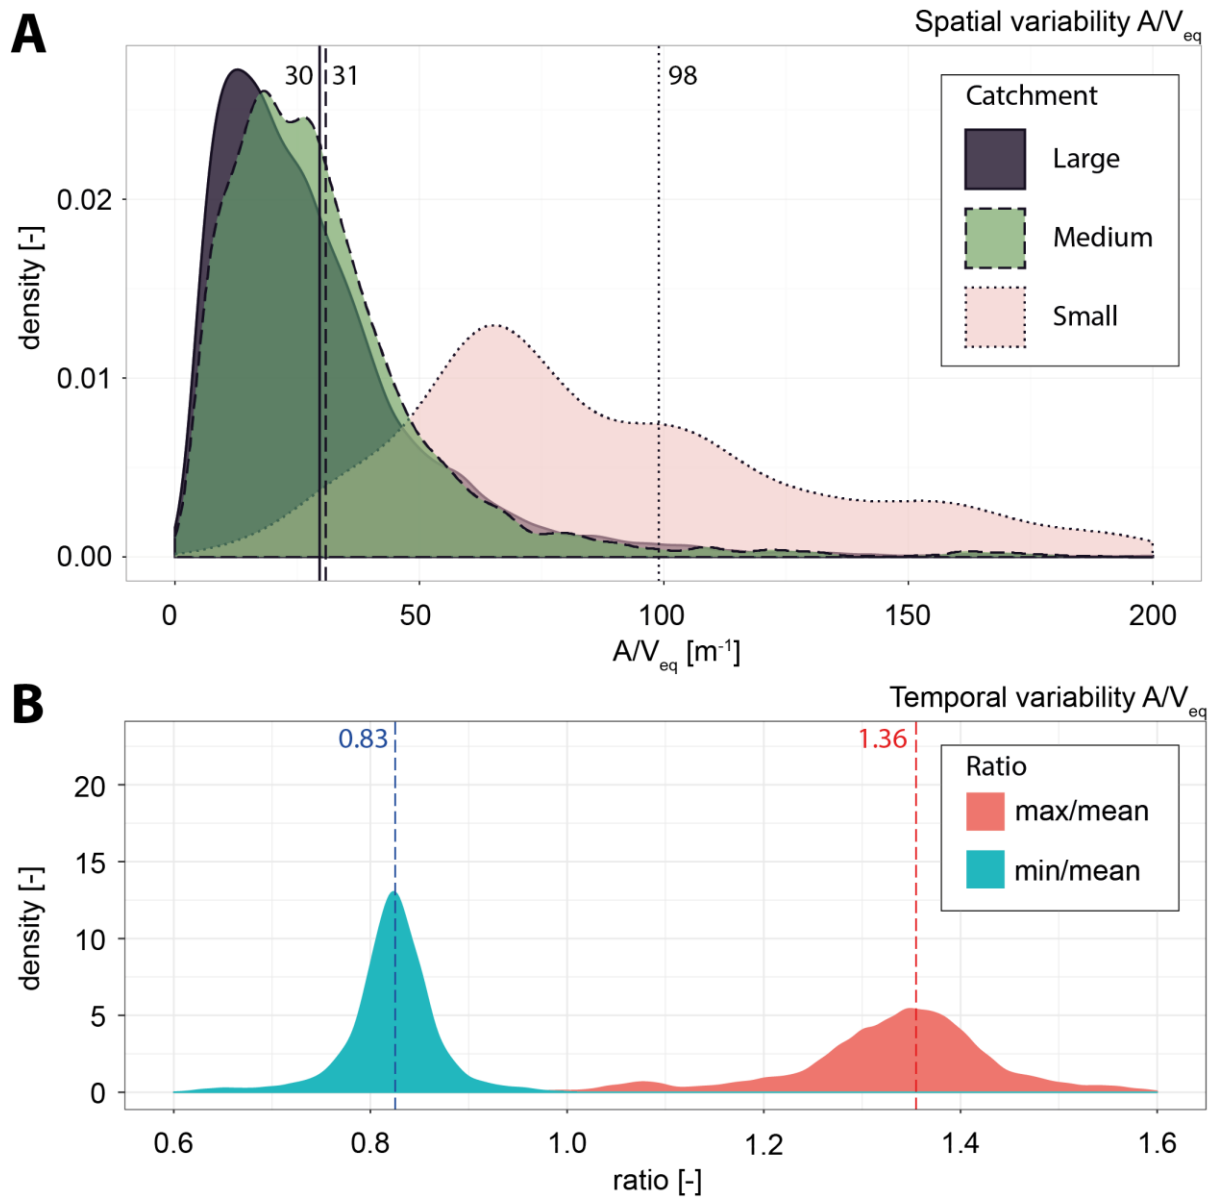 A
Spatial variability A/Veq
30 31
98
Catchment
Large
Medium
Small
density [-]
0.02
0.01
0.00
0 50 100 150 200
A/Veq [m-1]
B
Temporal variability A/Veq
0.83
1.36
Ratio
max/mean
min/mean
density [-]
20
15
10
5
0
0.6 0.8 1.0 1.2 1.4 1.6
ratio [-]